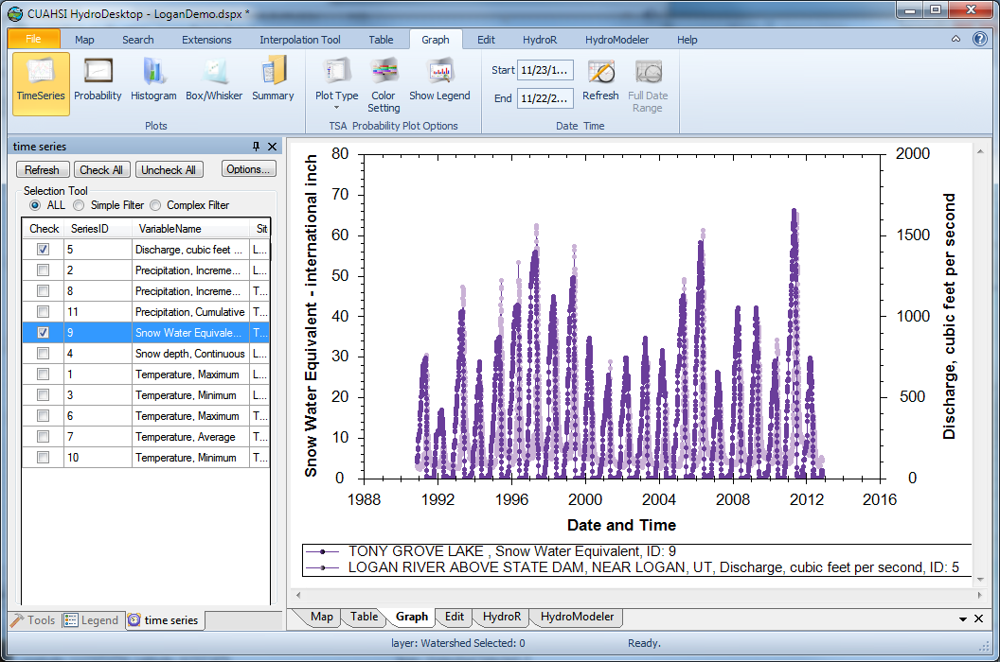 CUAHSI HydroDesktop - LoganDemo.dspx *
File Map Search Extensions Interpolation Tool Table Graph Edit HydroR HydroModeler Help
TimeSeries Probability Histogram Box/Whisker Summary
Plots
Plot Type Color Setting Show Legend
TSA Probability Plot Options
Start 11/23/1...
End 11/22/2...
Refresh Full Date Range
Date Time
time series
Refresh Check All Uncheck All Options...
Selection Tool
ALL Simple Filter Complex Filter
Check SeriesID VariableName Sit
5 Discharge, cubic feet ... L...
2 Precipitation, Increme... L...
8 Precipitation, Increme... T...
11 Precipitation, Cumulative T...
9 Snow Water Equivale... T...
4 Snow depth, Continuous L...
1 Temperature, Maximum L...
3 Temperature, Minimum L...
6 Temperature, Maximum T...
7 Temperature, Average T...
10 Temperature, Minimum T...
Tools Legend time series
Snow Water Equivalent - international inch
80
70
60
50
40
30
20
10
0
2000
1500
1000
500
0
Discharge, cubic feet per second
1988 1992 1996 2000 2004 2008 2012 2016
Date and Time
TONY GROVE LAKE , Snow Water Equivalent, ID: 9
LOGAN RIVER ABOVE STATE DAM, NEAR LOGAN, UT, Discharge, cubic feet per second, ID: 5
Map Table Graph Edit HydroR HydroModeler
layer: Watershed Selected: 0 Ready.